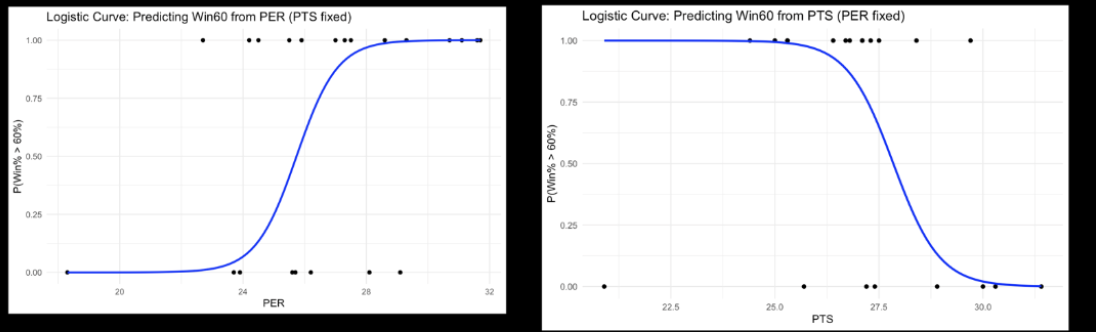 Logistic Curve: Predicting Win60 from PER (PTS fixed)
1.00
0.75
0.50
0.25
0.00
P(Win% > 60%)
20 24 28 32
PER
Logistic Curve: Predicting Win60 from PTS (PER fixed)
1.00
0.75
0.50
0.25
0.00
P(Win% > 60%)
22.5 25.0 27.5 30.0
PTS